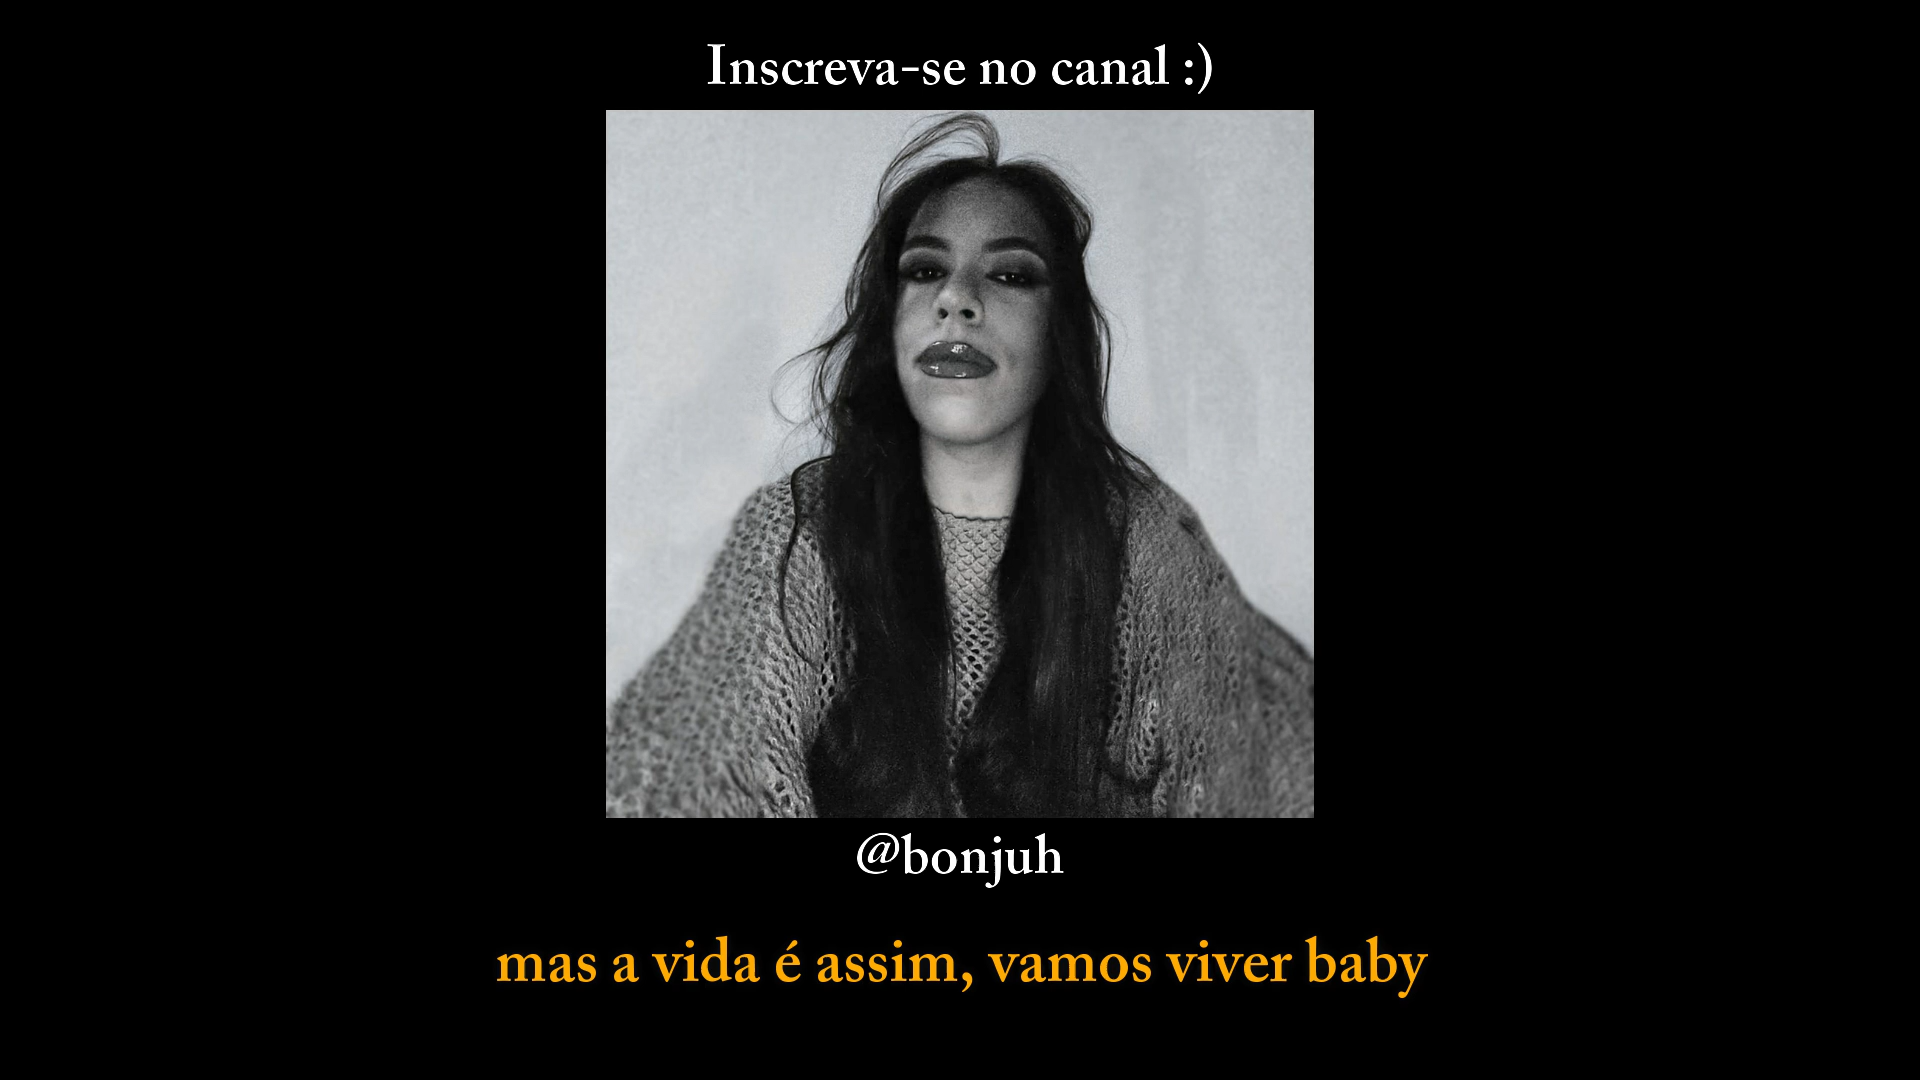 Inscreva-se no canal :)
@bonjuh
mas a vida é assim, vamos viver baby